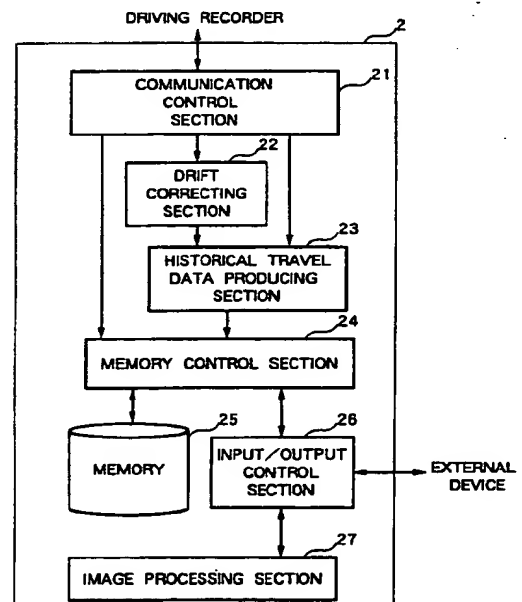 DRIVING RECORDER
2
COMMUNICATION
CONTROL
SECTION
21
22
DRIFT
CORRECTING
SECTION
23
HISTORICAL TRAVEL
DATA PRODUCING
SECTION
24
MEMORY CONTROL SECTION
25
MEMORY
26
INPUT/OUTPUT
CONTROL
SECTION
EXTERNAL
DEVICE
27
IMAGE PROCESSING SECTION